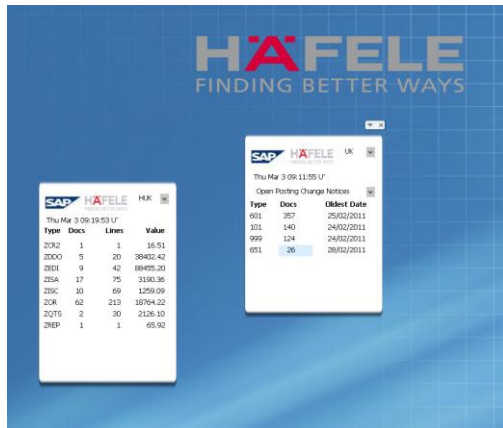 HÄFELE
FINDING BETTER WAYS
SAP HÄFELE UK
Thu Mar 3 09:11:55 U'
Open Posting Change Notices
Type Docs Oldest Date
601 357 25/02/2011
101 140 24/02/2011
999 124 24/02/2011
651 26 28/02/2011
SAP HÄFELE HUK
Thu Mar 3 09:19:53 U'
Type Docs Lines Value
ZCR2 1 1 16.51
ZDDO 5 20 38402.42
ZEDI 9 42 88455.20
ZISA 17 75 3190.36
ZISC 10 69 1259.09
ZOR 62 213 18764.22
ZQTS 2 30 2126.10
ZREP 1 1 65.92